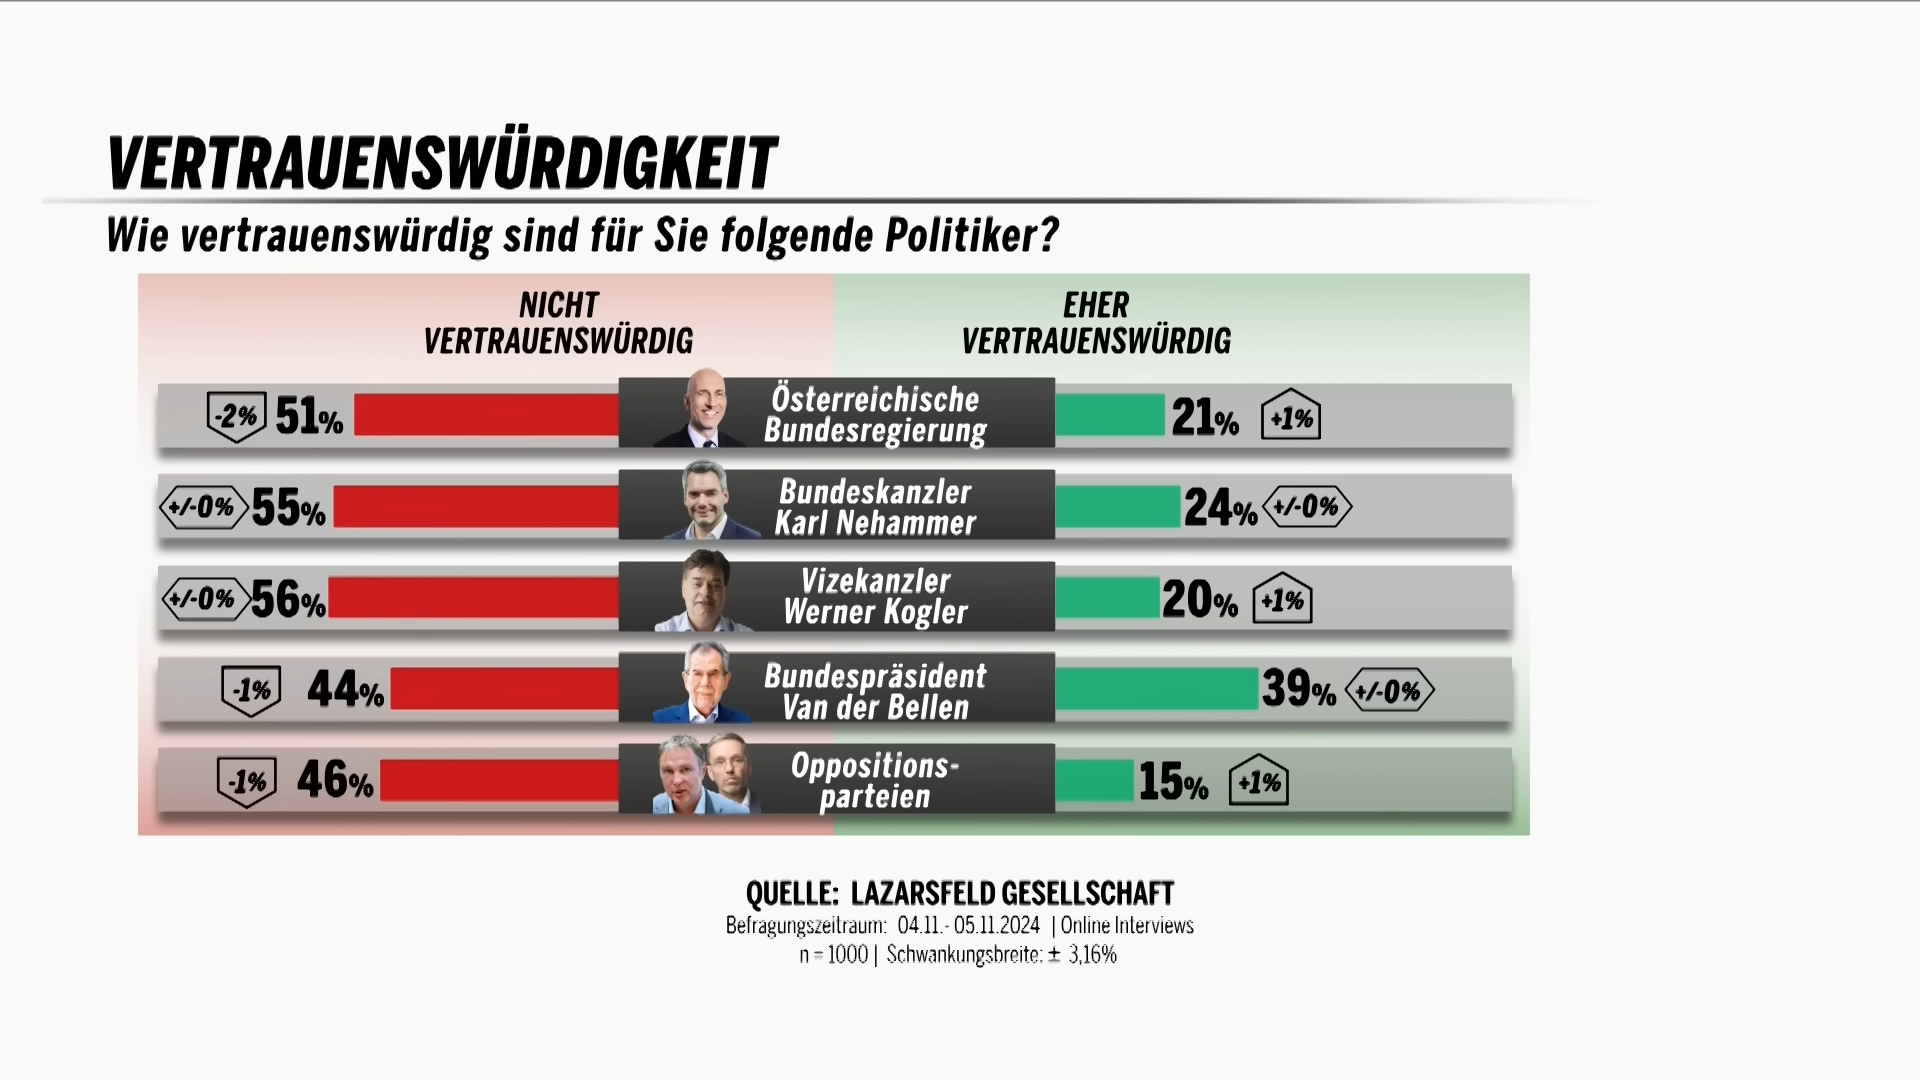 VERTRAUENSWÜRDIGKEIT
Wie vertrauenswürdig sind für Sie folgende Politiker?
NICHT
VERTRAUENSWÜRDIG
EHER
VERTRAUENSWÜRDIG
-2% 51% Österreichische Bundesregierung 21% +1%
+/-0% 55% Bundeskanzler Karl Nehammer 24% +/-0%
+/-0% 56% Vizekanzler Werner Kogler 20% +1%
-1% 44% Bundespräsident Van der Bellen 39% +/-0%
-1% 46% Oppositions- parteien 15% +1%
QUELLE: LAZARSFELD GESELLSCHAFT
Befragungszeitraum: 04.11.- 05.11.2024 | Online Interviews
n = 1000 | Schwankungsbreite: ± 3,16%